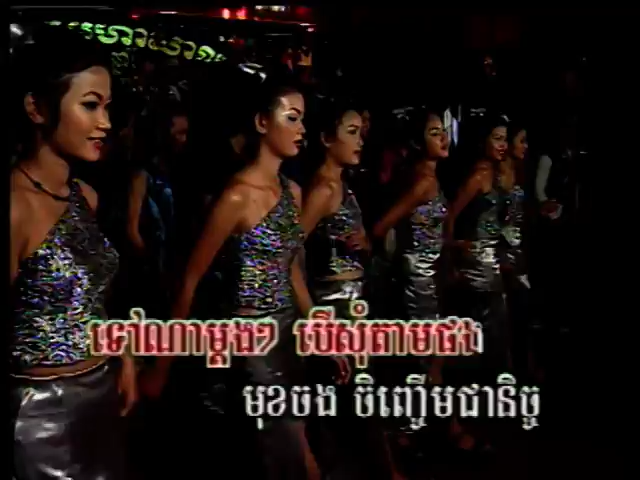 ទៅណាម្ដងៗ បើសុំតាមផង
មុខចង ចិញ្ចើមជានិច្ច